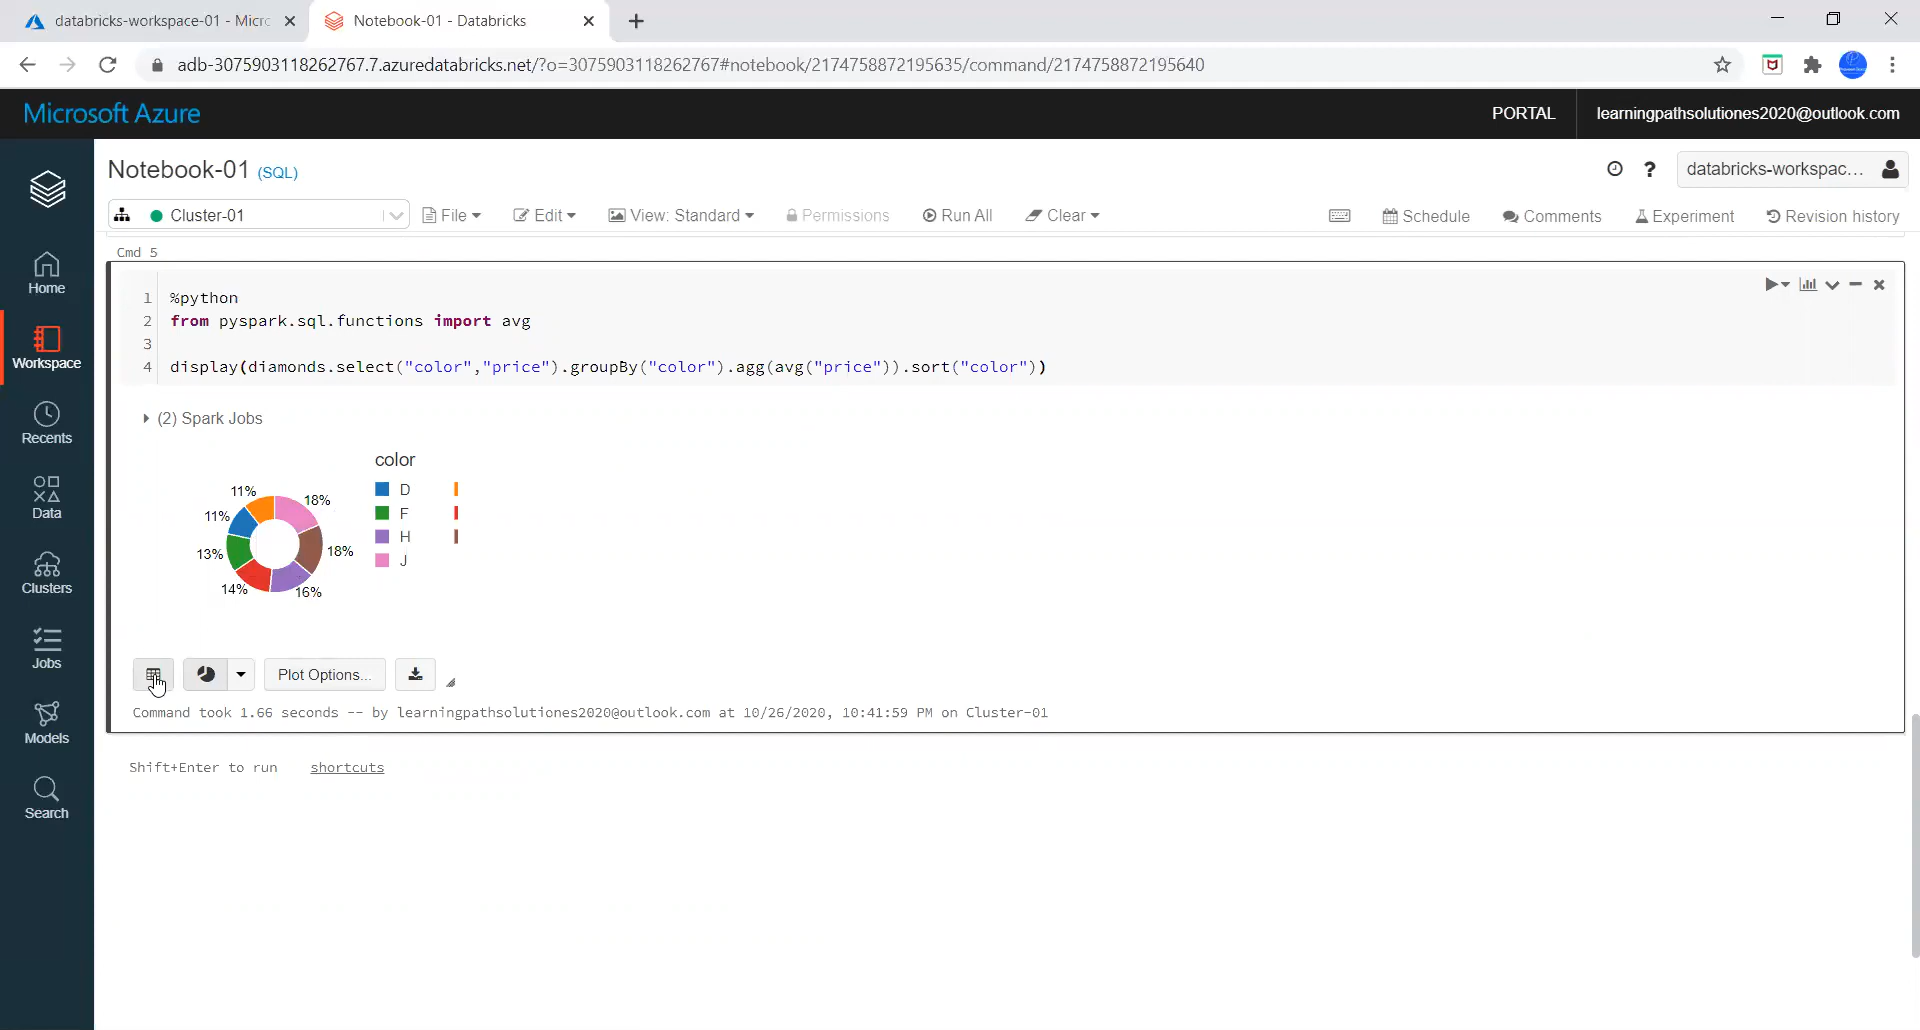 databricks-workspace-01 - Micro
Notebook-01 - Databricks
adb-3075903118262767.7.azuredatabricks.net/?o=3075903118262767#notebook/2174758872195635/command/2174758872195640
Microsoft Azure
PORTAL
learningpathsolutiones2020@outlook.com
Notebook-01 (SQL)
? databricks-workspac...
Cluster-01 File Edit View: Standard Permissions Run All Clear Schedule Comments Experiment Revision history
Home
Workspace
Recents
Data
Clusters
Jobs
Models
Search
Cmd 5
1 %python
2 from pyspark.sql.functions import avg
3
4 display(diamonds.select("color","price").groupBy("color").agg(avg("price")).sort("color"))
(2) Spark Jobs
color
D
F
H
J
11% 18%
11%
13% 18%
14% 16%
Plot Options...
Command took 1.66 seconds -- by learningpathsolutiones2020@outlook.com at 10/26/2020, 10:41:59 PM on Cluster-01
Shift+Enter to run shortcuts